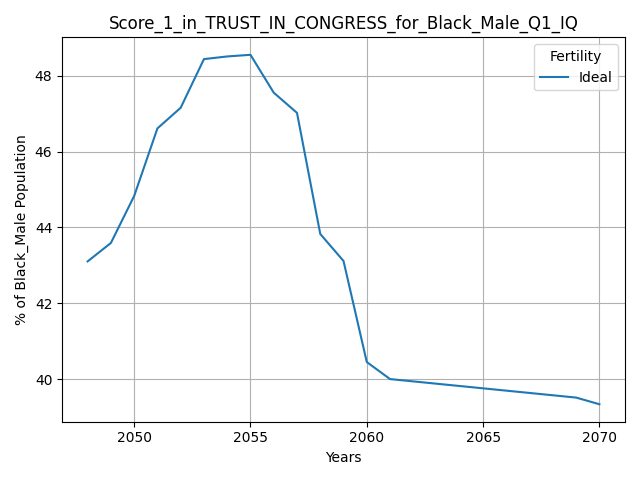 Score_1_in_TRUST_IN_CONGRESS_for_Black_Male_Q1_IQ
Fertility
Ideal
% of Black_Male Population
48
46
44
42
40
2050
2055
2060
2065
2070
Years